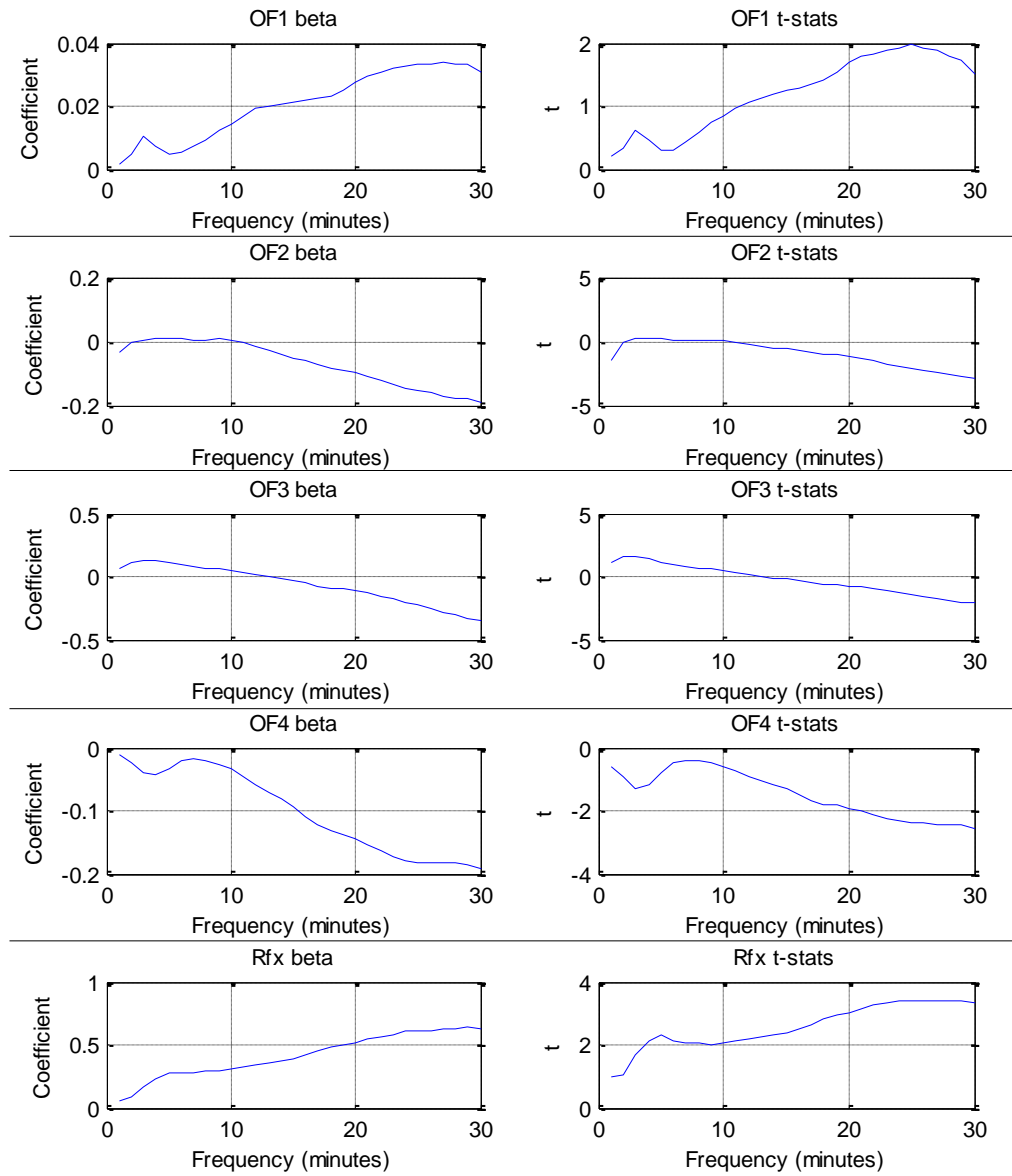 OF1 beta
OF1 t-stats
0.04
0.02
0
Coefficient
0 10 20 30
Frequency (minutes)
2
1
0
t
0 10 20 30
Frequency (minutes)
OF2 beta
OF2 t-stats
0.2
0
-0.2
Coefficient
0 10 20 30
Frequency (minutes)
5
0
-5
t
0 10 20 30
Frequency (minutes)
OF3 beta
OF3 t-stats
0.5
0
-0.5
Coefficient
0 10 20 30
Frequency (minutes)
5
0
-5
t
0 10 20 30
Frequency (minutes)
OF4 beta
OF4 t-stats
0
-0.1
-0.2
Coefficient
0 10 20 30
Frequency (minutes)
0
-2
-4
t
0 10 20 30
Frequency (minutes)
Rfx beta
Rfx t-stats
1
0.5
0
Coefficient
0 10 20 30
Frequency (minutes)
4
2
0
t
0 10 20 30
Frequency (minutes)